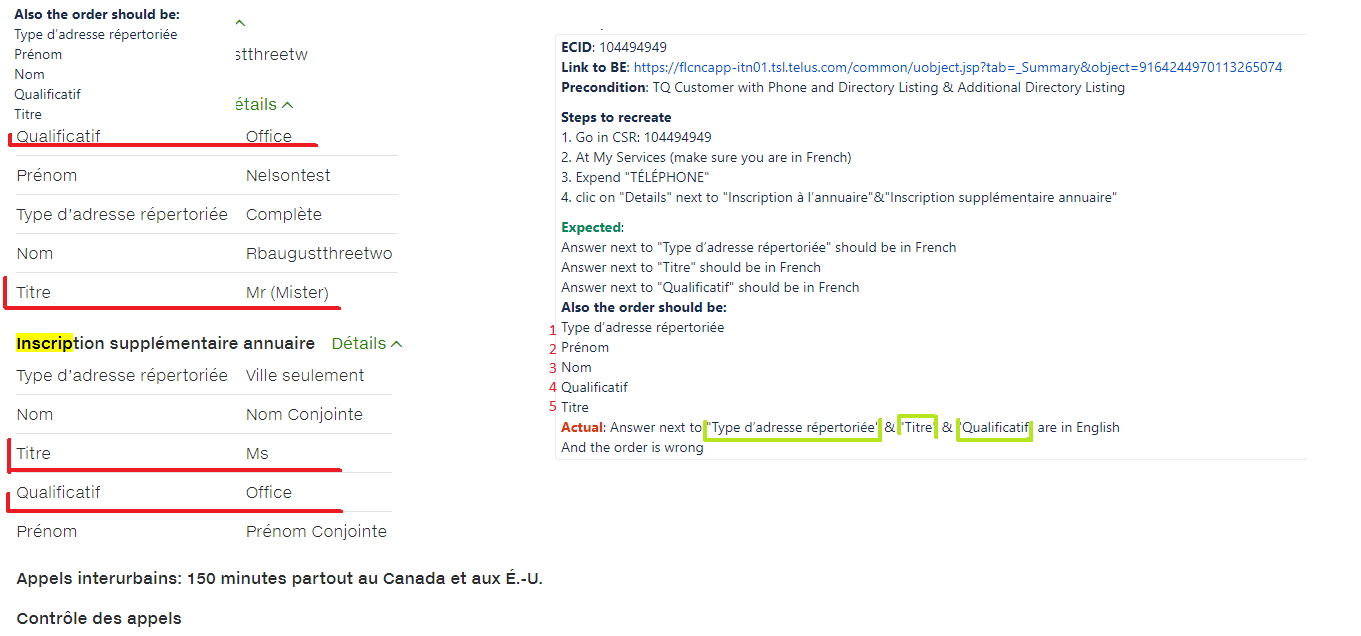 Also the order should be:
Type d'adresse répertoriée
Prénom
Nom
Qualificatif
Titre
stthreetw
étails
Qualificatif Office
Prénom Nelsontest
Type d'adresse répertoriée Complète
Nom Rbaugustthreetwo
Titre Mr (Mister)
Inscription supplémentaire annuaire Détails
Type d'adresse répertoriée Ville seulement
Nom Nom Conjointe
Titre Ms
Qualificatif Office
Prénom Prénom Conjointe
Appels interurbains: 150 minutes partout au Canada et aux É.-U.
Contrôle des appels
ECID: 104494949
Link to BE: https://flcncapp-itn01.tsl.telus.com/common/uobject.jsp?tab=_Summary&object=9164244970113265074
Precondition: TQ Customer with Phone and Directory Listing & Additional Directory Listing
Steps to recreate
1. Go in CSR: 104494949
2. At My Services (make sure you are in French)
3. Expend "TÉLÉPHONE"
4. clic on "Details" next to "Inscription à l'annuaire"&"Inscription supplémentaire annuaire"
Expected:
Answer next to "Type d'adresse répertoriée" should be in French
Answer next to "Titre" should be in French
Answer next to "Qualificatif" should be in French
Also the order should be:
1 Type d'adresse répertoriée
2 Prénom
3 Nom
4 Qualificatif
5 Titre
Actual: Answer next to "Type d'adresse répertoriée" & "Titre" & "Qualificatif are in English
And the order is wrong